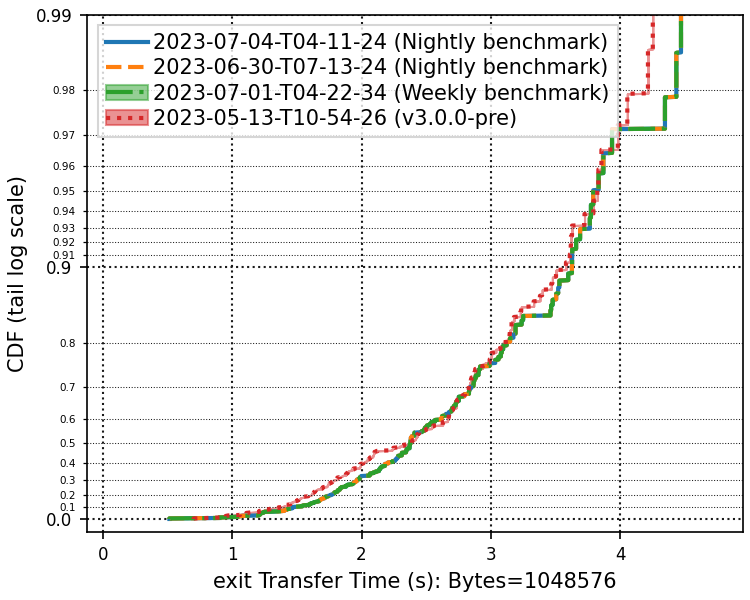 0.99
0.98
0.97
0.96
0.95
0.94
0.93
0.92
0.91
0.9
0.8
0.7
0.6
0.5
0.4
0.3
0.2
0.1
0.0
CDF (tail log scale)
2023-07-04-T04-11-24 (Nightly benchmark)
2023-06-30-T07-13-24 (Nightly benchmark)
2023-07-01-T04-22-34 (Weekly benchmark)
2023-05-13-T10-54-26 (v3.0.0-pre)
0 1 2 3 4
exit Transfer Time (s): Bytes=1048576